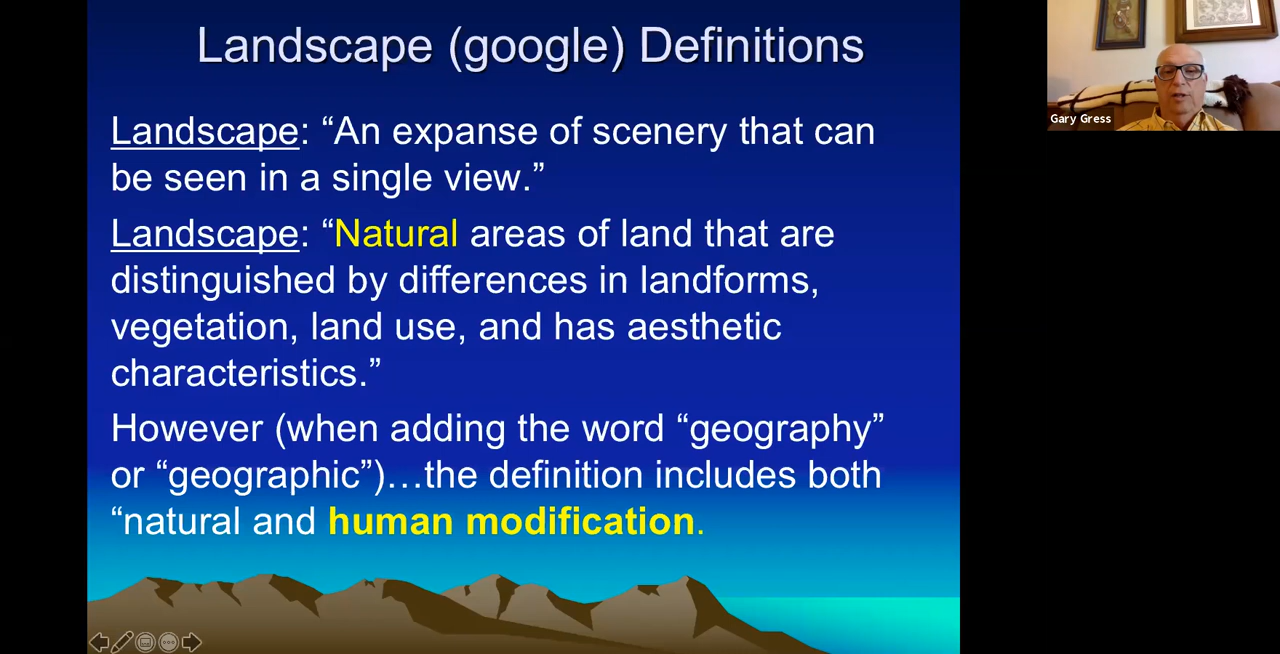 Landscape (google) Definitions
Landscape: “An expanse of scenery that can
be seen in a single view.”
Landscape: “Natural areas of land that are
distinguished by differences in landforms,
vegetation, land use, and has aesthetic
characteristics.”
However (when adding the word “geography”
or “geographic”)…the definition includes both
“natural and human modification.
Gary Gress